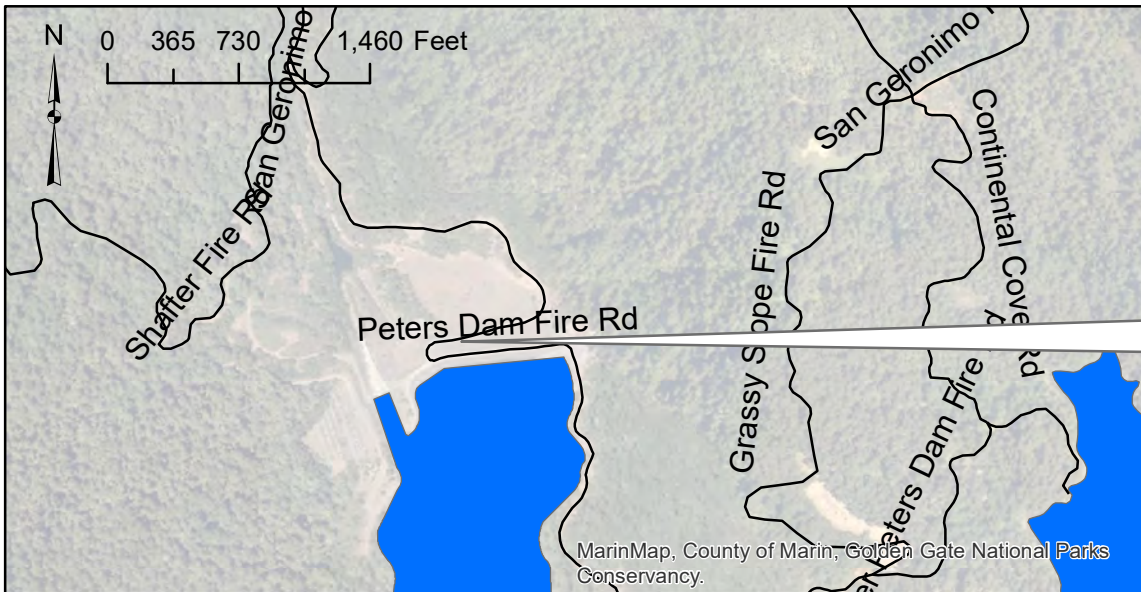 N
0 365 730 1,460 Feet
San Geronimo
Shafter Fire Rd
Peters Dam Fire Rd
San Geronimo
Grassy Slope Fire Rd
Continental Cove
Rd
Peters Dam Fire
MarinMap, County of Marin, Golden Gate National Parks
Conservancy.